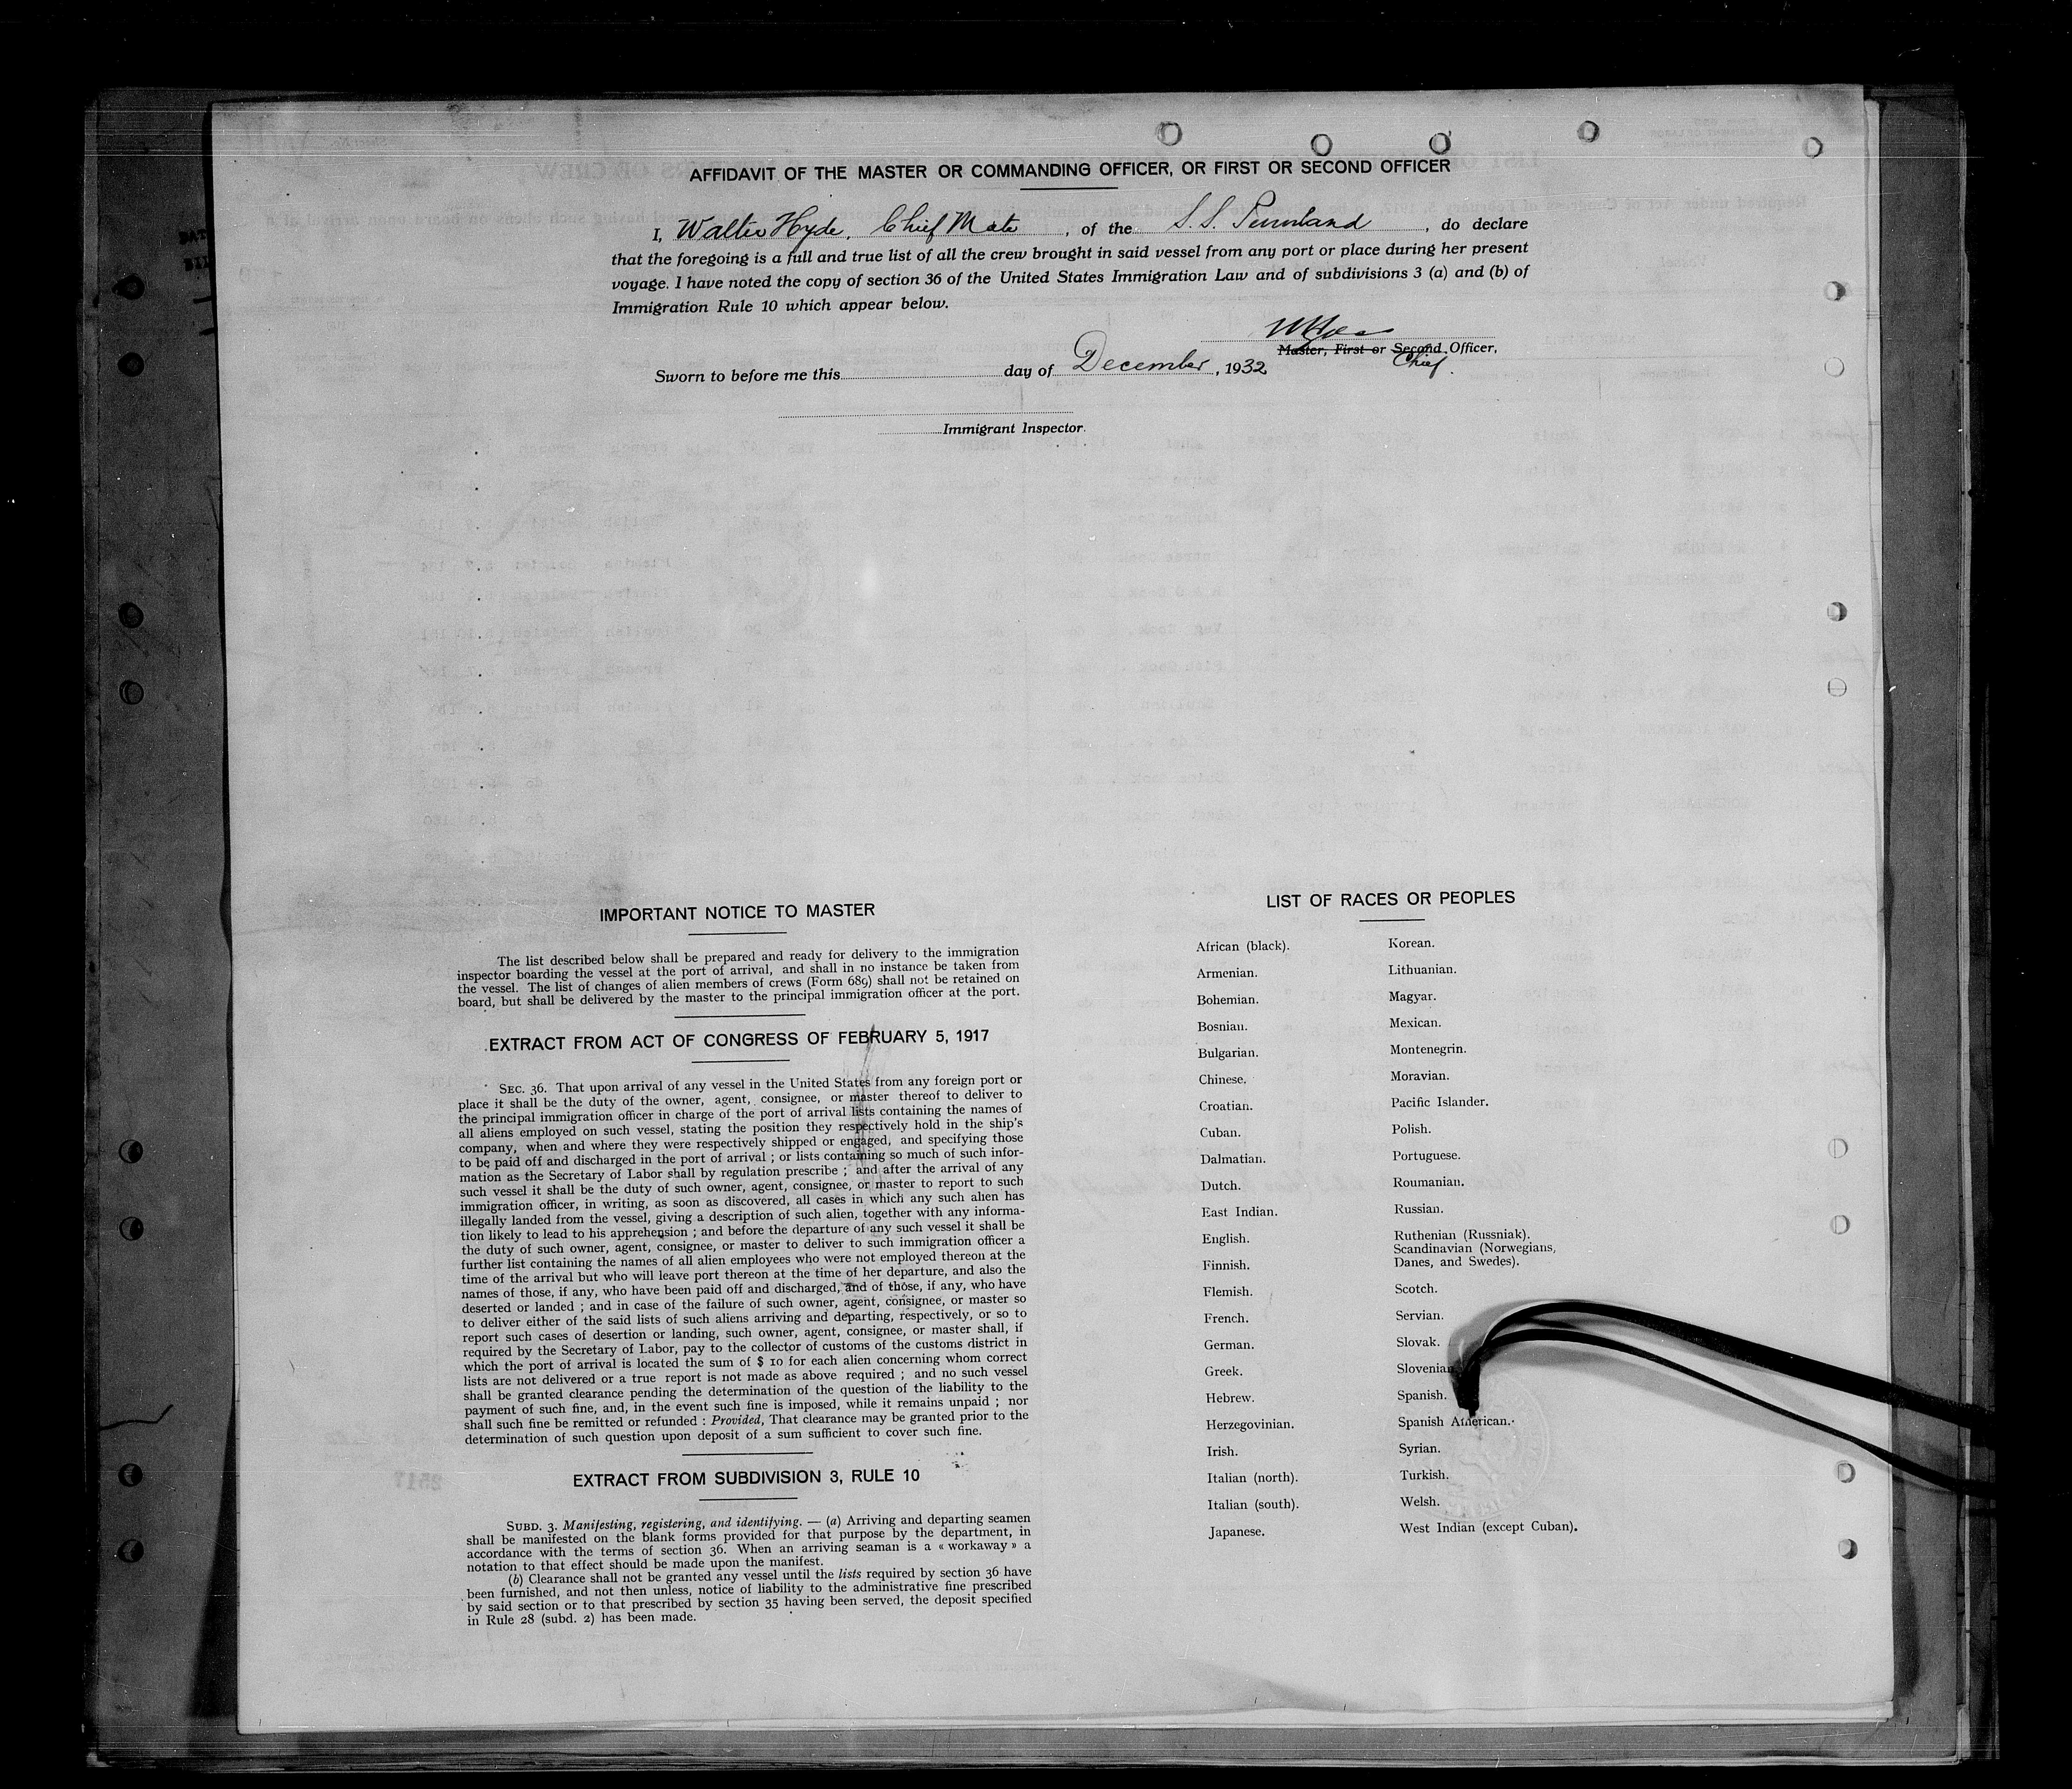 AFFIDAVIT OF THE MASTER OR COMMANDING OFFICER, OR FIRST OR SECOND OFFICER
I, Walter Hyde, Chief Mate, of the S.S. Pennland, do declare
that the foregoing is a full and true list of all the crew brought in said vessel from any port or place during her present
voyage. I have noted the copy of section 36 of the United States Immigration Law and of subdivisions 3 (a) and (b) of
Immigration Rule 10 which appear below.
Master, First or Second Officer,
Chief.
Sworn to before me this day of December, 1932
Immigrant Inspector.
IMPORTANT NOTICE TO MASTER
The list described below shall be prepared and ready for delivery to the immigration
inspector boarding the vessel at the port of arrival, and shall in no instance be taken from
the vessel. The list of changes of alien members of crews (Form 689) shall not be retained on
board, but shall be delivered by the master to the principal immigration officer at the port.
EXTRACT FROM ACT OF CONGRESS OF FEBRUARY 5, 1917
SEC. 36. That upon arrival of any vessel in the United States from any foreign port or
place it shall be the duty of the owner, agent, consignee, or master thereof to deliver to
the principal immigration officer in charge of the port of arrival lists containing the names of
all aliens employed on such vessel, stating the position they respectively hold in the ship's
company, when and where they were respectively shipped or engaged, and specifying those
to be paid off and discharged in the port of arrival ; or lists containing so much of such infor-
mation as the Secretary of Labor shall by regulation prescribe ; and after the arrival of any
such vessel it shall be the duty of such owner, agent, consignee, or master to report to such
immigration officer, in writing, as soon as discovered, all cases in which any such alien has
illegally landed from the vessel, giving a description of such alien, together with any informa-
tion likely to lead to his apprehension ; and before the departure of any such vessel it shall be
the duty of such owner, agent, consignee, or master to deliver to such immigration officer a
further list containing the names of all alien employees who were not employed thereon at the
time of the arrival but who will leave port thereon at the time of her departure, and also the
names of those, if any, who have been paid off and discharged, and of those, if any, who have
deserted or landed ; and in case of the failure of such owner, agent, consignee, or master so
to deliver either of the said lists of such aliens arriving and departing, respectively, or so to
report such cases of desertion or landing, such owner, agent, consignee, or master shall, if
required by the Secretary of Labor, pay to the collector of customs of the customs district in
which the port of arrival is located the sum of $ 10 for each alien concerning whom correct
lists are not delivered or a true report is not made as above required ; and no such vessel
shall be granted clearance pending the determination of the question of the liability to the
payment of such fine, and, in the event such fine is imposed, while it remains unpaid ; nor
shall such fine be remitted or refunded : Provided, That clearance may be granted prior to the
determination of such question upon deposit of a sum sufficient to cover such fine.
EXTRACT FROM SUBDIVISION 3, RULE 10
SUBD. 3. Manifesting, registering, and identifying. — (a) Arriving and departing seamen
shall be manifested on the blank forms provided for that purpose by the department, in
accordance with the terms of section 36. When an arriving seaman is a « workaway » a
notation to that effect should be made upon the manifest.
(b) Clearance shall not be granted any vessel until the lists required by section 36 have
been furnished, and not then unless, notice of liability to the administrative fine prescribed
by said section or to that prescribed by section 35 having been served, the deposit specified
in Rule 28 (subd. 2) has been made.
LIST OF RACES OR PEOPLES
African (black).
Armenian.
Bohemian.
Bosnian.
Bulgarian.
Chinese.
Croatian.
Cuban.
Dalmatian.
Dutch.
East Indian.
English.
Finnish.
Flemish.
French.
German.
Greek.
Hebrew.
Herzegovinian.
Irish.
Italian (north).
Italian (south).
Japanese.
Korean.
Lithuanian.
Magyar.
Mexican.
Montenegrin.
Moravian.
Pacific Islander.
Polish.
Portuguese.
Roumanian.
Russian.
Ruthenian (Russniak).
Scandinavian (Norwegians,
Danes, and Swedes).
Scotch.
Servian.
Slovak.
Slovenian
Spanish.
Spanish American.
Syrian.
Turkish.
Welsh.
West Indian (except Cuban).